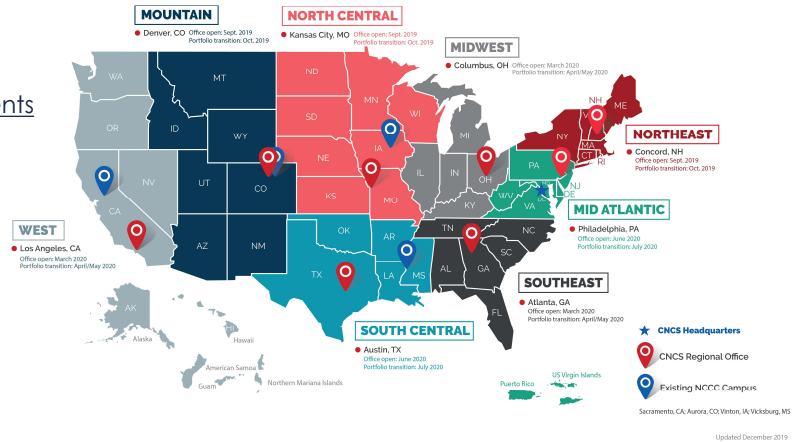 ents
MOUNTAIN
Denver, CO Office open: Sept. 2019
Portfolio transition: Oct. 2019
NORTH CENTRAL
Kansas City, MO Office open: Sept. 2019
Portfolio transition: Oct. 2019
MIDWEST
Columbus, OH Office open: March 2020
Portfolio transition: April/May 2020
NORTHEAST
Concord, NH
Office open: Sept. 2019
Portfolio transition: Oct. 2019
MID ATLANTIC
Philadelphia, PA
Office open: June 2020
Portfolio transition: July 2020
WEST
Los Angeles, CA
Office open: March 2020
Portfolio transition: April/May 2020
SOUTHEAST
Atlanta, GA
Office open: March 2020
Portfolio transition: April/May 2020
SOUTH CENTRAL
Austin, TX
Office open: June 2020
Portfolio transition: July 2020
WA
OR
CA
NV
ID
MT
WY
UT
CO
AZ
NM
ND
SD
NE
KS
MN
IA
MO
WI
IL
IN
MI
OH
KY
OK
TX
AR
LA
MS
TN
NC
SC
AL
GA
FL
WV
VA
PA
NJ
DE
NY
NH
ME
MA
CT
RI
AK
Alaska
HI
Hawaii
American Samoa
Guam
Northern Mariana Islands
Puerto Rico
US Virgin Islands
CNCS Headquarters
CNCS Regional Office
Existing NCCC Campus
Sacramento, CA; Aurora, CO; Vinton, IA; Vicksburg, MS
Updated December 2019